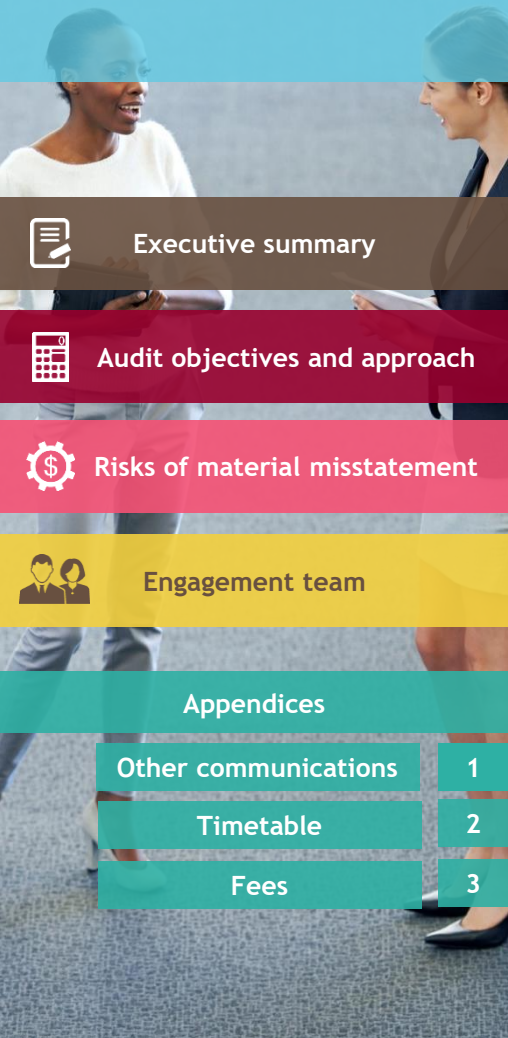 Executive summary
Audit objectives and approach
Risks of material misstatement
Engagement team
Appendices
Other communications 1
Timetable 2
Fees 3